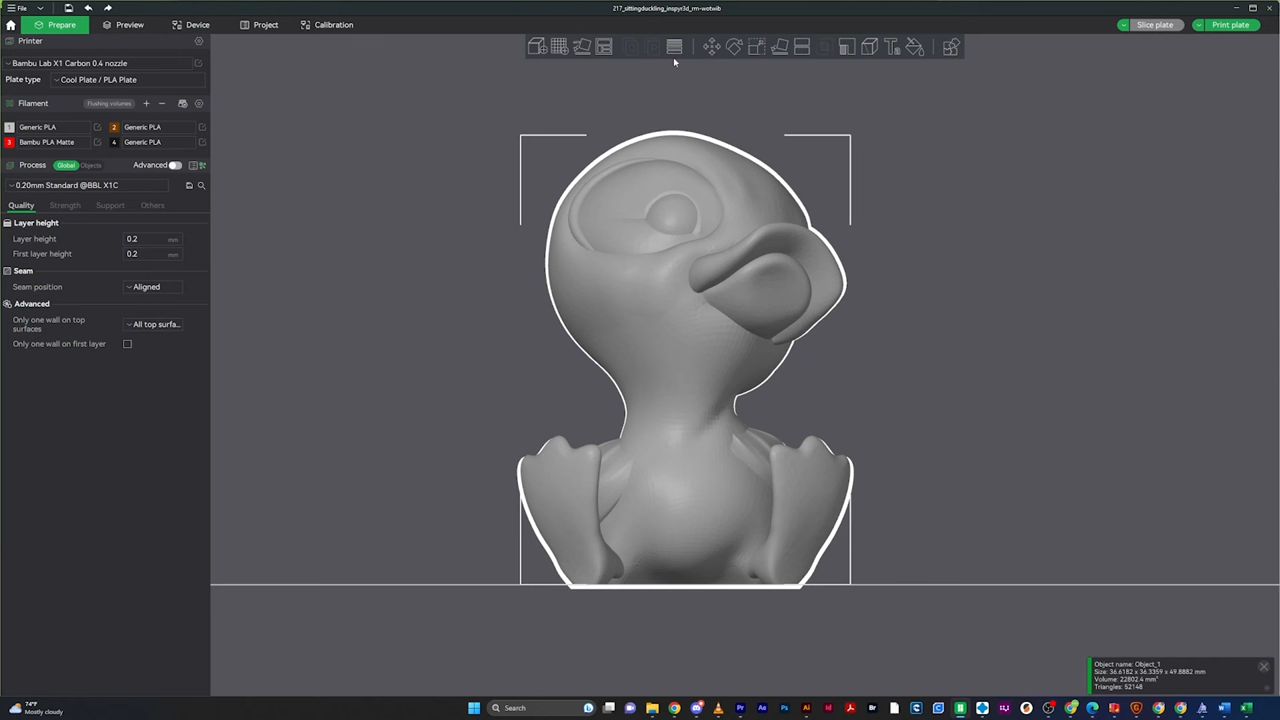 File
217_sittingduckling_inspyr3d_rm-wotwib
Prepare
Preview
Device
Project
Calibration
Slice plate
Print plate
Printer
Bambu Lab X1 Carbon 0.4 nozzle
Plate type
Cool Plate / PLA Plate
Filament
Flushing volumes
1 Generic PLA
2 Generic PLA
3 Bambu PLA Matte
4 Generic PLA
Process Global Objects Advanced
0.20mm Standard @BBL X1C
Quality Strength Support Others
Layer height
Layer height 0.2 mm
First layer height 0.2 mm
Seam
Seam position Aligned
Advanced
Only one wall on top
surfaces
All top surfa...
Only one wall on first layer
Object name: Object_1
Size: 36.6182 x 36.3359 x 49.8882 mm
Volume: 22802.4 mm³
Triangles: 52148
74°F
Mostly cloudy
Search